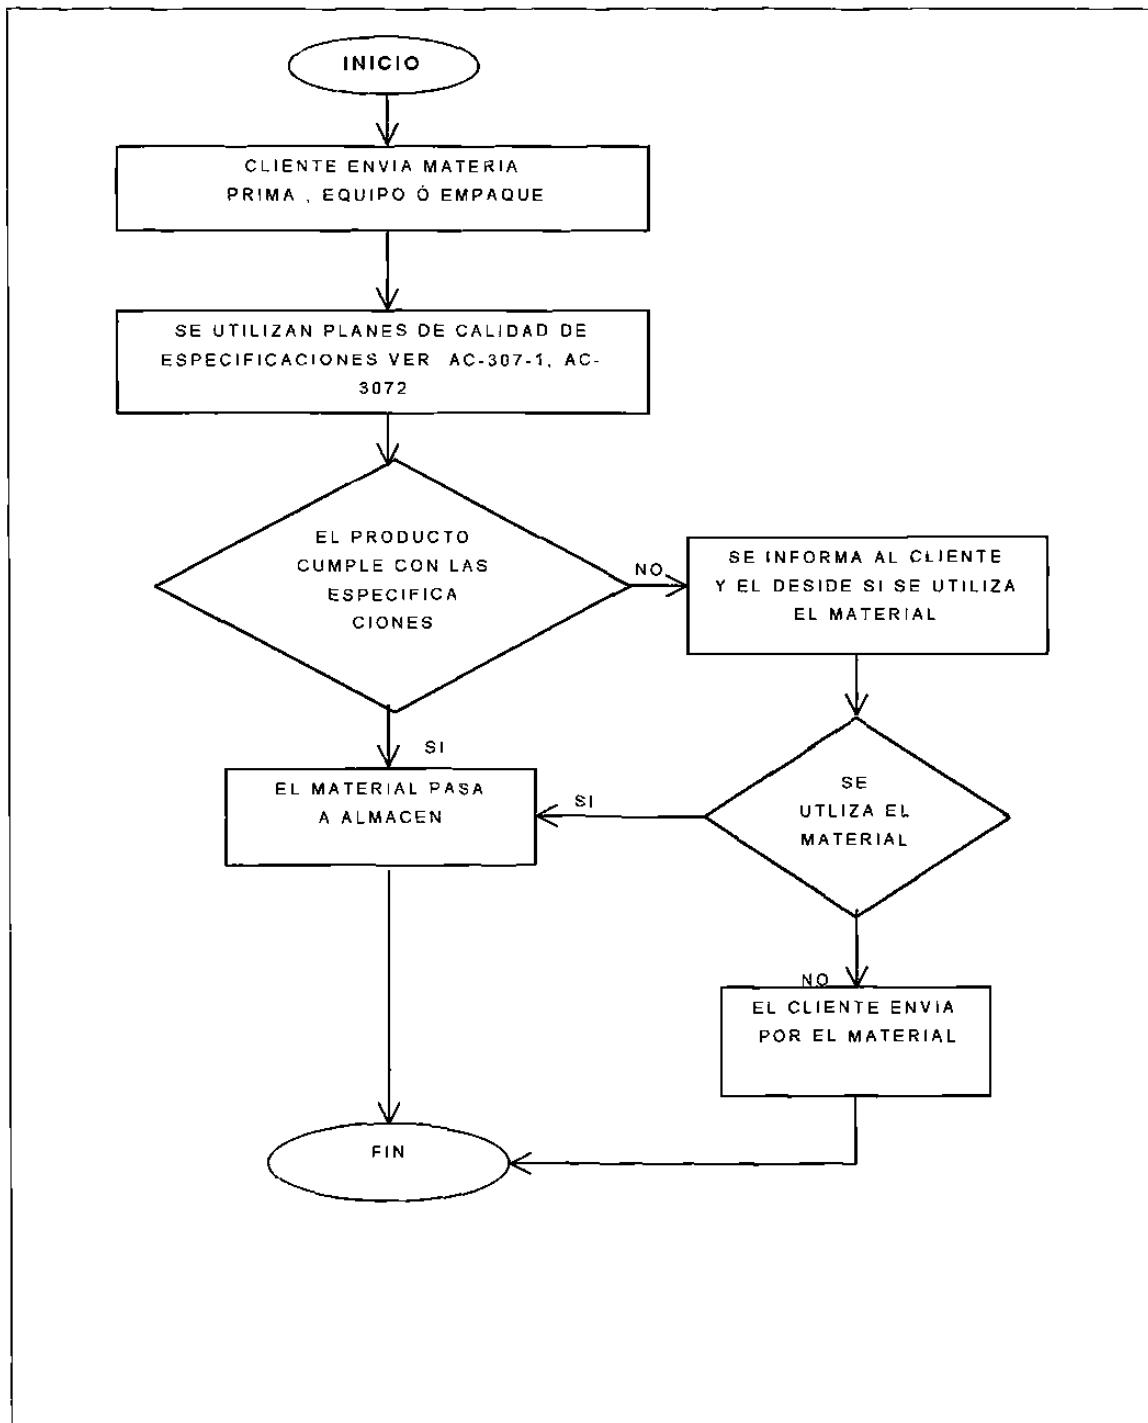 INICIO
CLIENTE ENVIA MATERIA
PRIMA , EQUIPO Ó EMPAQUE
SE UTILIZAN PLANES DE CALIDAD DE
ESPECIFICACIONES VER AC-307-1, AC-
3072
EL PRODUCTO
CUMPLE CON LAS
ESPECIFICA
CIONES
NO
SE INFORMA AL CLIENTE
Y EL DESIDE SI SE UTILIZA
EL MATERIAL
SI
EL MATERIAL PASA
A ALMACEN
SI
SE
UTLIZA EL
MATERIAL
NO
EL CLIENTE ENVIA
POR EL MATERIAL
FIN